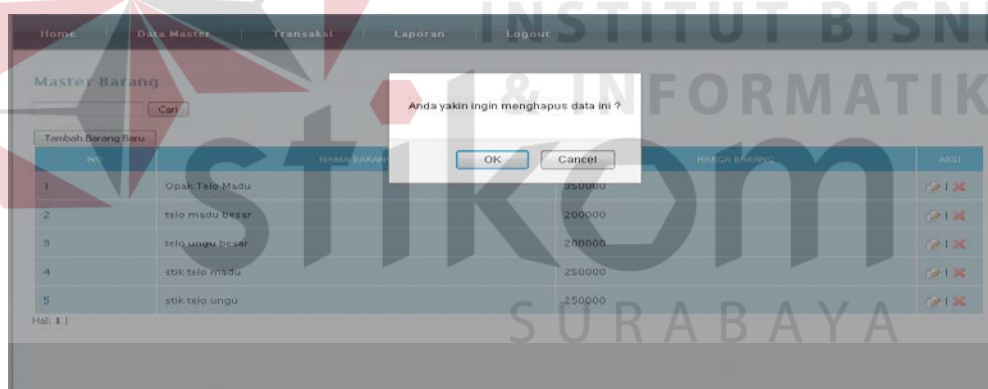 INSTITUT BISNI
Home Data Master Transaksi Laporan Logout
& INFORMATIK
Master Barang
Cari
Anda yakin ingin menghapus data ini ?
Tambah Barang Baru
OK Cancel
NO NAMA BARANG HARGA BARANG AKSI
1 Opak Telo Madu 350000 |
2 telo madu besar 200000 |
3 telo ungu besar 200000 |
4 stik telo madu 250000 |
5 stik telo ungu 250000 |
Hal: 1 |
stikom
SURABAYA